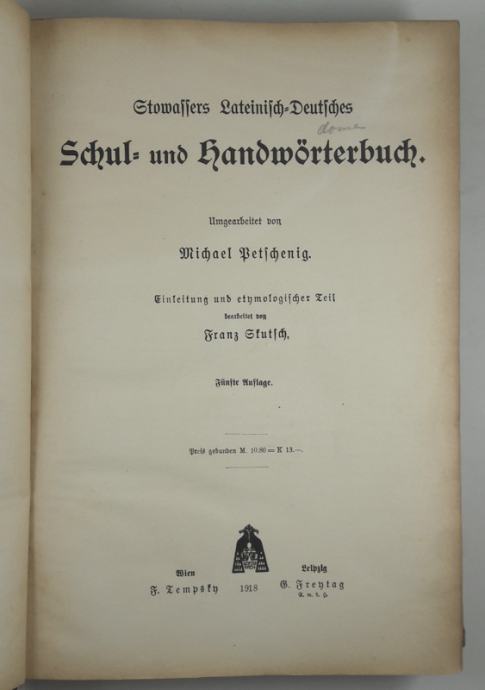 Stowassers Lateinisch-Deutsches
Schul- und Handwörterbuch.
Umgearbeitet von
Michael Petschenig.
Einleitung und etymologischer Teil
bearbeitet von
Franz Skutsch,
Fünfte Auflage.
Preis gebunden M. 10.80 = K 13.—.
Wien
F. Tempsky
1918
Leipzig
G. Freytag
G. m. b. H.